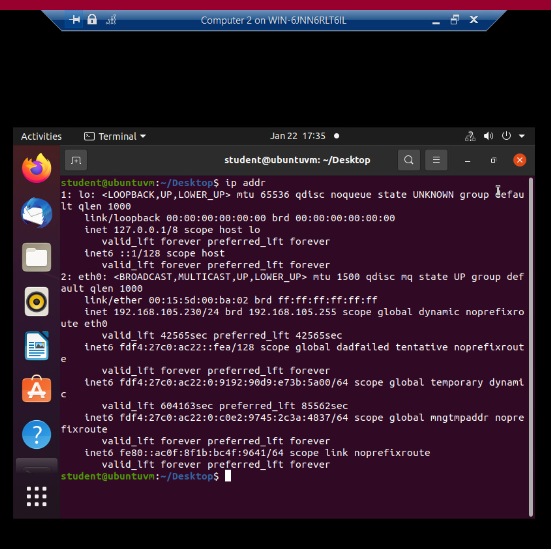 Computer 2 on WIN-6JNN6RLT6IL
Activities
Terminal
Jan 22 17:35
student@ubuntuvm: ~/Desktop
student@ubuntuvm:~/Desktop$ ip addr
1: lo: <LOOPBACK,UP,LOWER_UP> mtu 65536 qdisc noqueue state UNKNOWN group defau
lt qlen 1000
    link/loopback 00:00:00:00:00:00 brd 00:00:00:00:00:00
    inet 127.0.0.1/8 scope host lo
       valid_lft forever preferred_lft forever
    inet6 ::1/128 scope host
       valid_lft forever preferred_lft forever
2: eth0: <BROADCAST,MULTICAST,UP,LOWER_UP> mtu 1500 qdisc mq state UP group def
ault qlen 1000
    link/ether 00:15:5d:00:ba:02 brd ff:ff:ff:ff:ff:ff
    inet 192.168.105.230/24 brd 192.168.105.255 scope global dynamic noprefixro
ute eth0
       valid_lft 42565sec preferred_lft 42565sec
    inet6 fdf4:27c0:ac22::fea/128 scope global dadfailed tentative noprefixrout
e
       valid_lft forever preferred_lft forever
    inet6 fdf4:27c0:ac22:0:9192:90d9:e73b:5a00/64 scope global temporary dynami
c
       valid_lft 604163sec preferred_lft 85562sec
    inet6 fdf4:27c0:ac22:0:c0e2:9745:2c3a:4837/64 scope global mngtmpaddr nopre
fixroute
       valid_lft forever preferred_lft forever
    inet6 fe80::ac0f:8f1b:bc4f:9641/64 scope link noprefixroute
       valid_lft forever preferred_lft forever
student@ubuntuvm:~/Desktop$